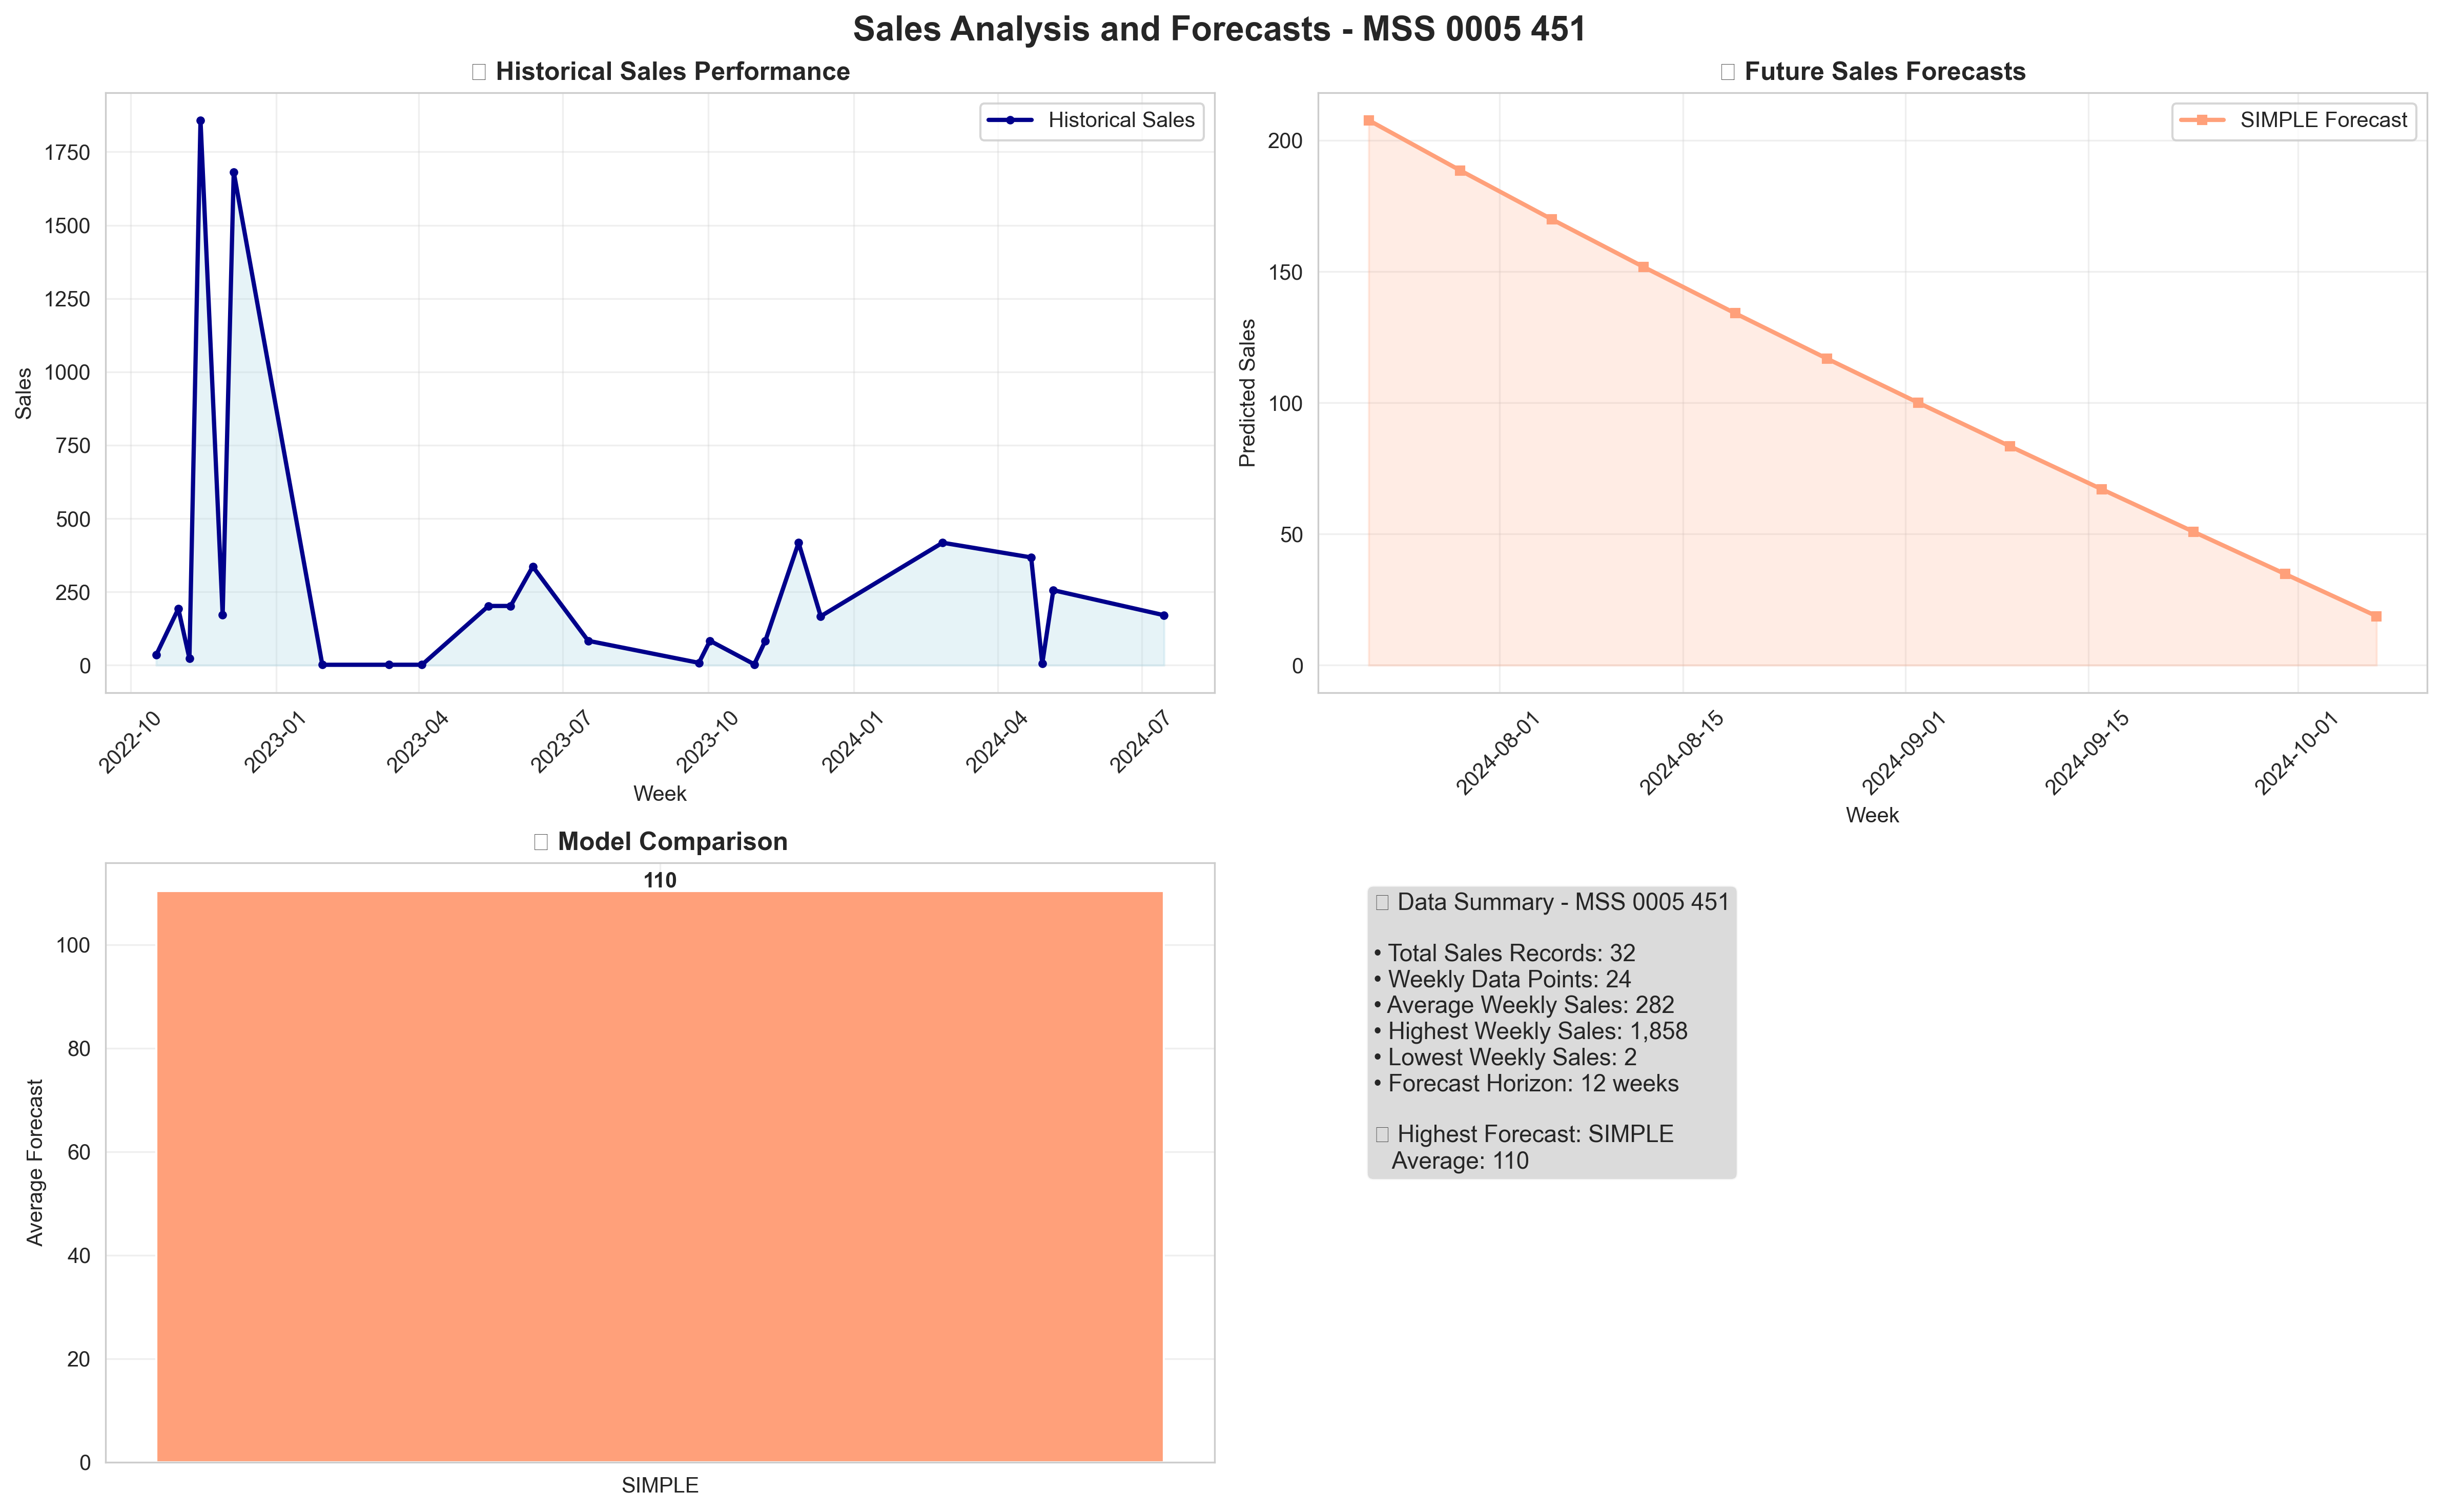 Sales Analysis and Forecasts - MSS 0005 451
Historical Sales Performance
Historical Sales
Sales
1750
1500
1250
1000
750
500
250
0
2022-10
2023-01
2023-04
2023-07
2023-10
2024-01
2024-04
2024-07
Week
Future Sales Forecasts
SIMPLE Forecast
Predicted Sales
200
150
100
50
0
2024-08-01
2024-08-15
2024-09-01
2024-09-15
2024-10-01
Week
Model Comparison
110
Average Forecast
100
80
60
40
20
0
SIMPLE
Data Summary - MSS 0005 451
• Total Sales Records: 32
• Weekly Data Points: 24
• Average Weekly Sales: 282
• Highest Weekly Sales: 1,858
• Lowest Weekly Sales: 2
• Forecast Horizon: 12 weeks
Highest Forecast: SIMPLE
Average: 110